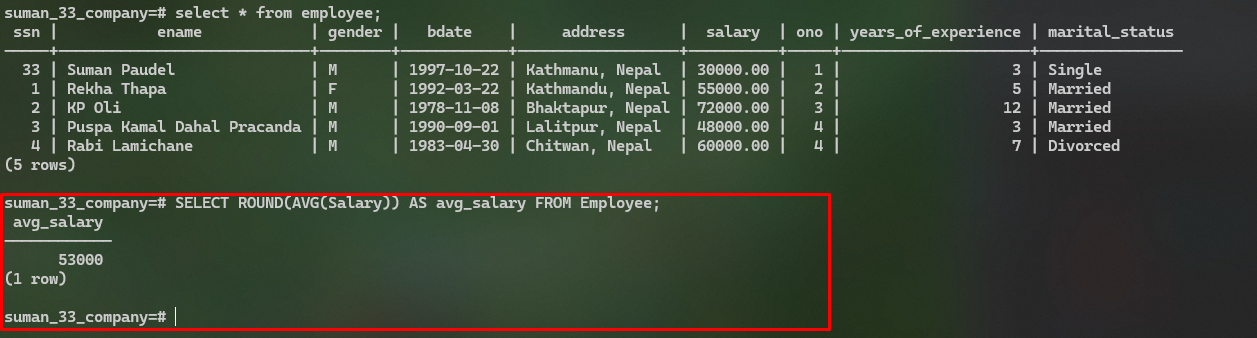 suman_33_company=# select * from employee;
 ssn |           ename            | gender |   bdate    |     address      |  salary  | ono | years_of_experience | marital_status
-----+----------------------------+--------+------------+------------------+----------+-----+---------------------+----------------
  33 | Suman Paudel               | M      | 1997-10-22 | Kathmanu, Nepal  | 30000.00 |   1 |                   3 | Single
   1 | Rekha Thapa                | F      | 1992-03-22 | Kathmandu, Nepal | 55000.00 |   2 |                   5 | Married
   2 | KP Oli                     | M      | 1978-11-08 | Bhaktapur, Nepal | 72000.00 |   3 |                  12 | Married
   3 | Puspa Kamal Dahal Pracanda | M      | 1990-09-01 | Lalitpur, Nepal  | 48000.00 |   4 |                   3 | Married
   4 | Rabi Lamichane             | M      | 1983-04-30 | Chitwan, Nepal   | 60000.00 |   4 |                   7 | Divorced
(5 rows)
suman_33_company=# SELECT ROUND(AVG(Salary)) AS avg_salary FROM Employee;
 avg_salary
------------
      53000
(1 row)
suman_33_company=#